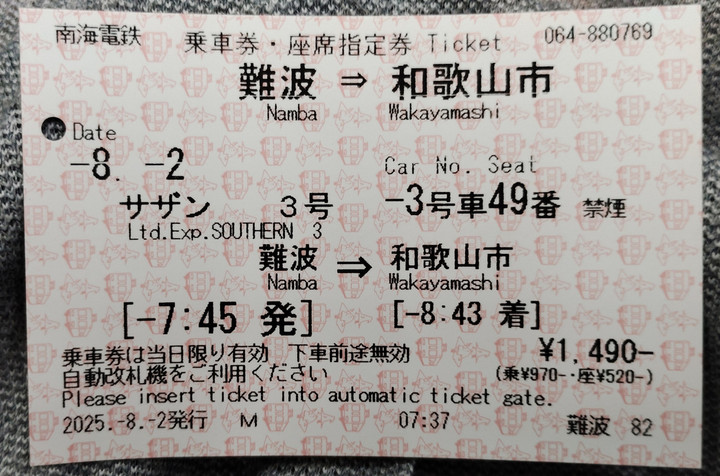 南海電鉄 乗車券・座席指定券 Ticket 064-880769
難波 ⇒ 和歌山市
Namba Wakayamashi
Date
-8. -2 Car No. Seat
サザン 3号 -3号車49番 禁煙
Ltd.Exp.SOUTHERN 3
難波 ⇒ 和歌山市
Namba Wakayamashi
[-7:45 発] [-8:43 着]
乗車券は当日限り有効 下車前途無効 ¥1,490-
自動改札機をご利用ください (乗¥970-・座¥520-)
Please insert ticket into automatic ticket gate.
2025.-8.-2発行 M 07:37 難波 82